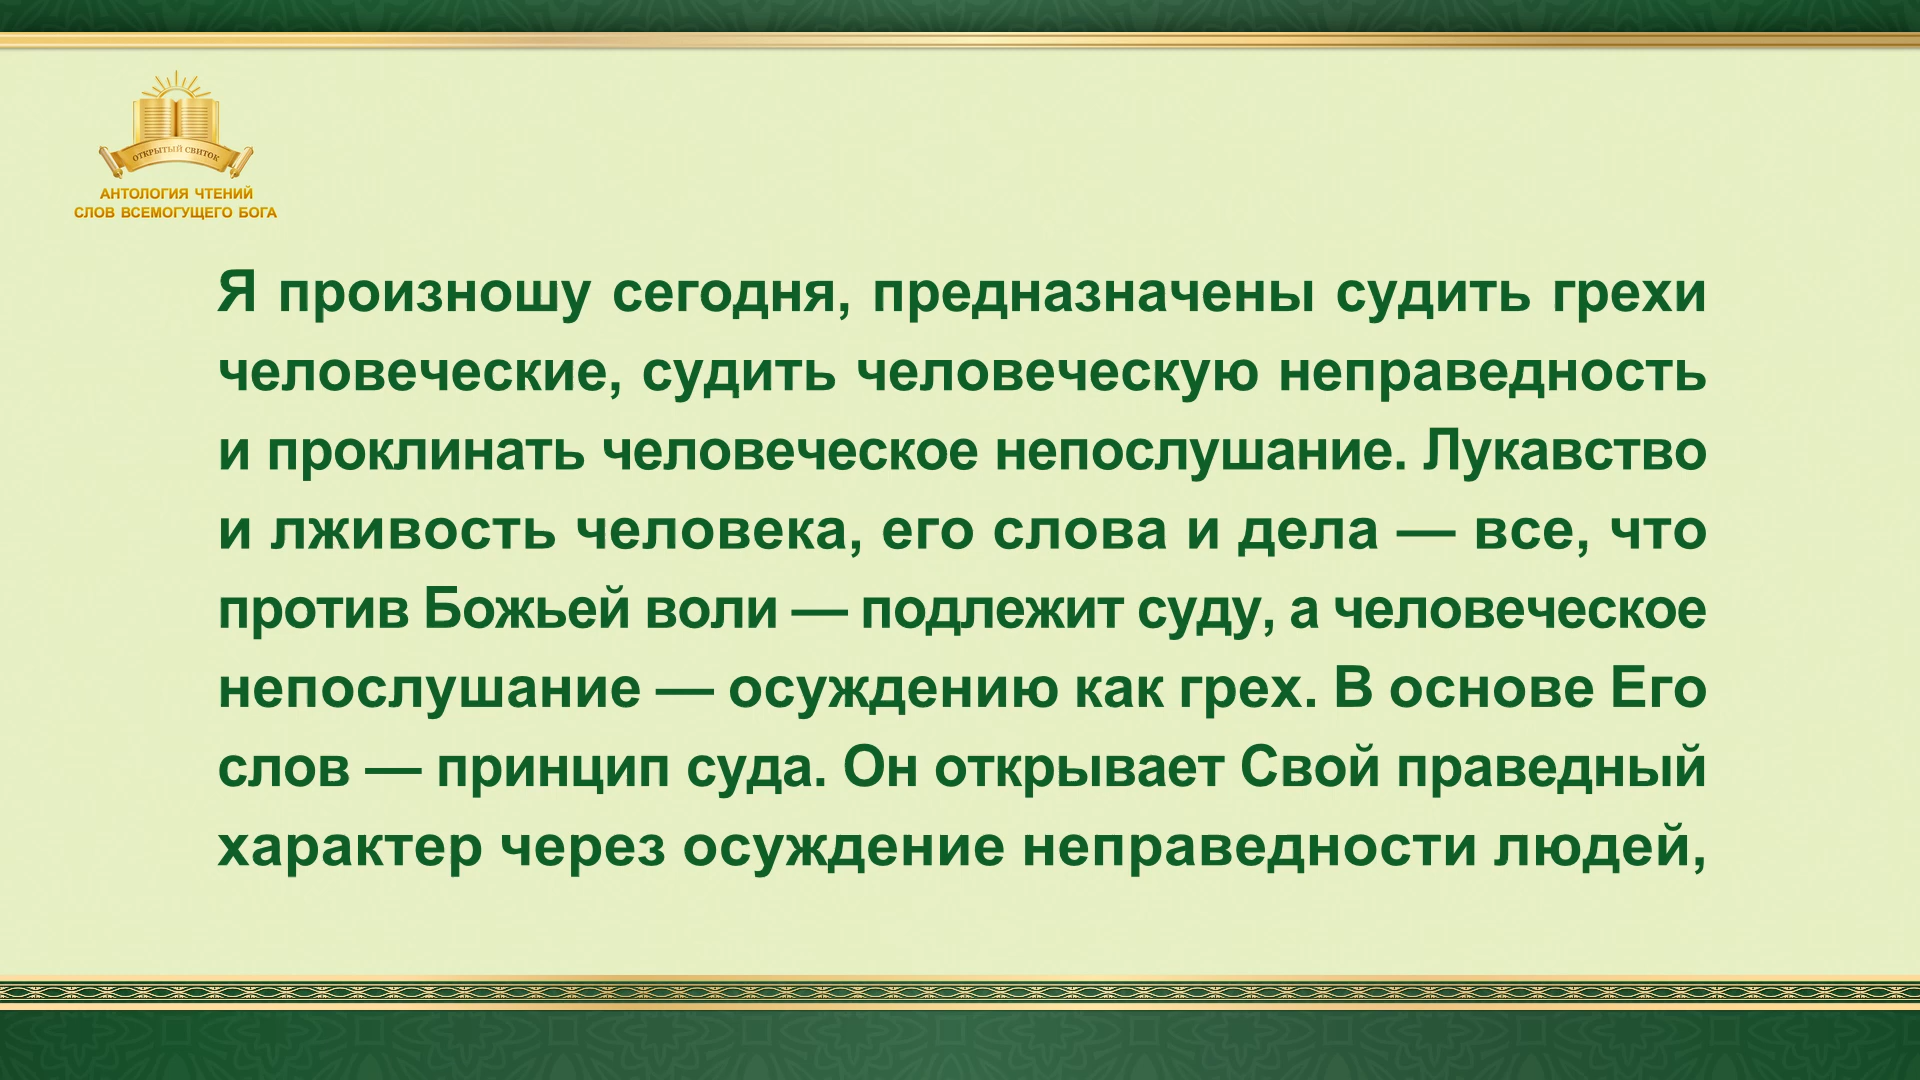 ОТКРЫТЫЙ СВИТОК
АНТОЛОГИЯ ЧТЕНИЙ
СЛОВ ВСЕМОГУЩЕГО БОГА
Я произношу сегодня, предназначены судить грехи
человеческие, судить человеческую неправедность
и проклинать человеческое непослушание. Лукавство
и лживость человека, его слова и дела — все, что
против Божьей воли — подлежит суду, а человеческое
непослушание — осуждению как грех. В основе Его
слов — принцип суда. Он открывает Свой праведный
характер через осуждение неправедности людей,